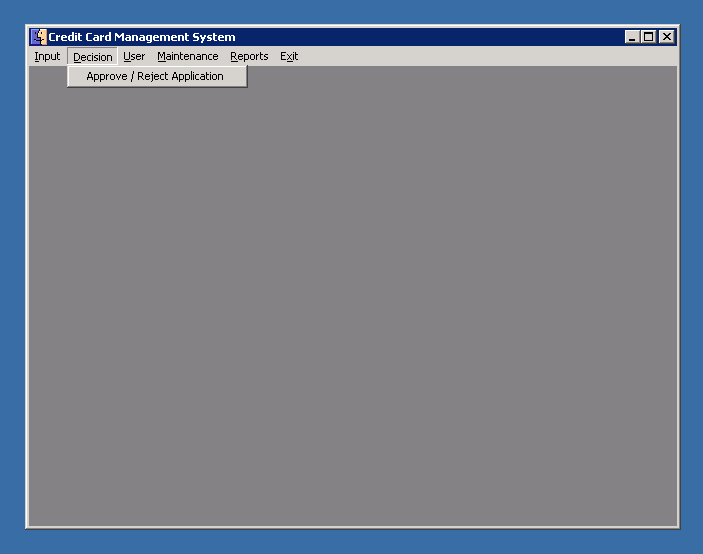 Credit Card Management System
Input Decision User Maintenance Reports Exit
Approve / Reject Application